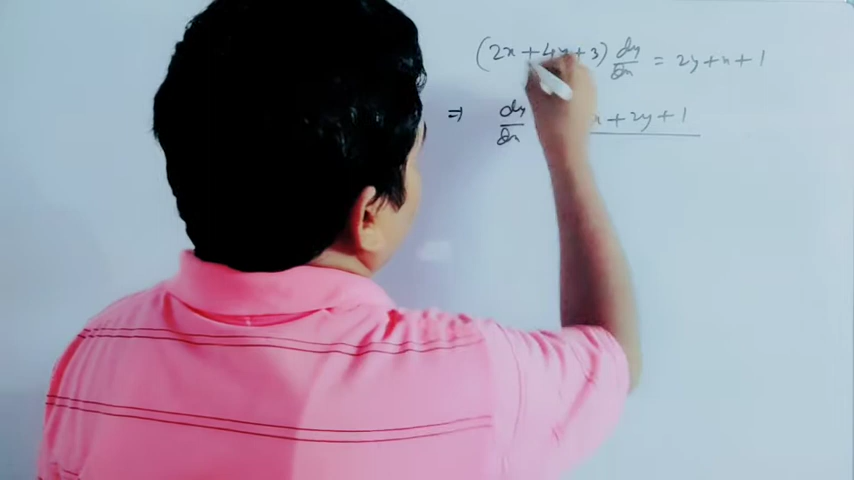 (2x + 4y + 3) dy/dx = 2y + x + 1
⇒ dy/dx x + 2y + 1